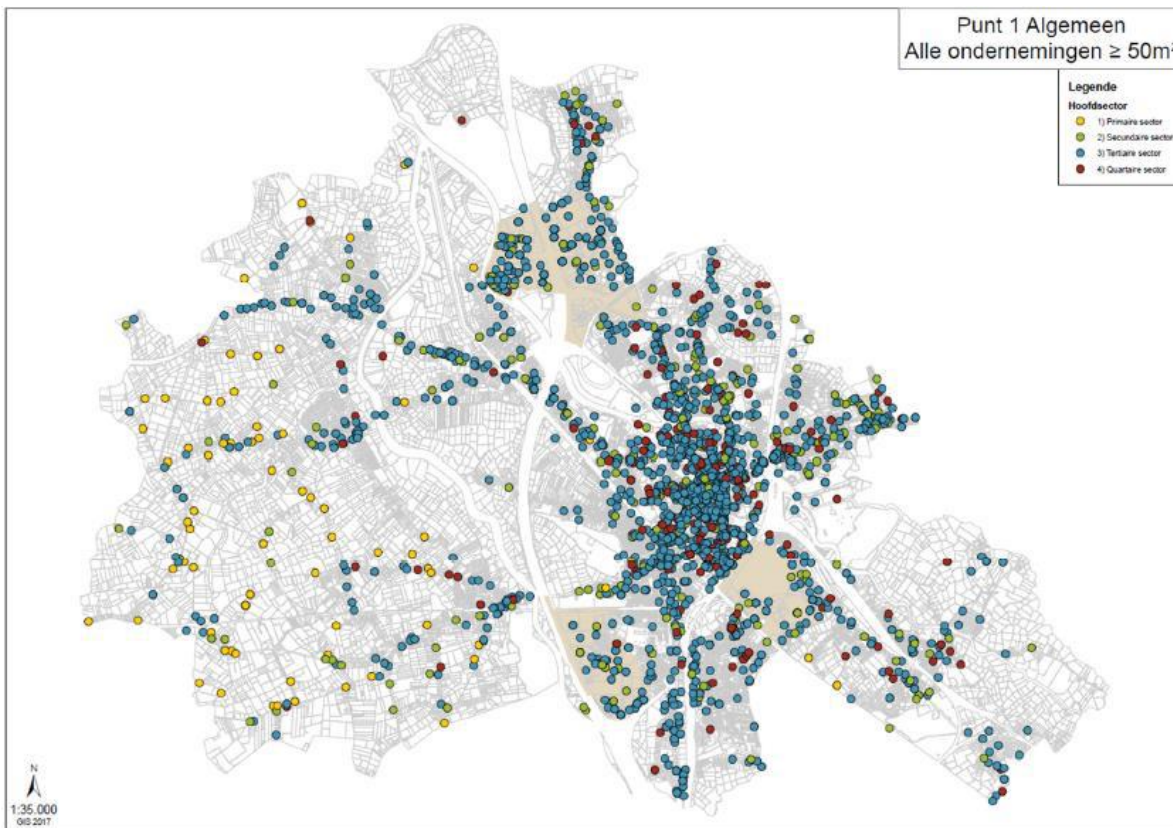 Punt 1 Algemeen
Alle ondernemingen ≥ 50m²
Legende
Hoofdsector
1) Primaire sector
2) Secundaire sector
3) Tertiaire sector
4) Quartaire sector
N
1:35.000
GIS 2017